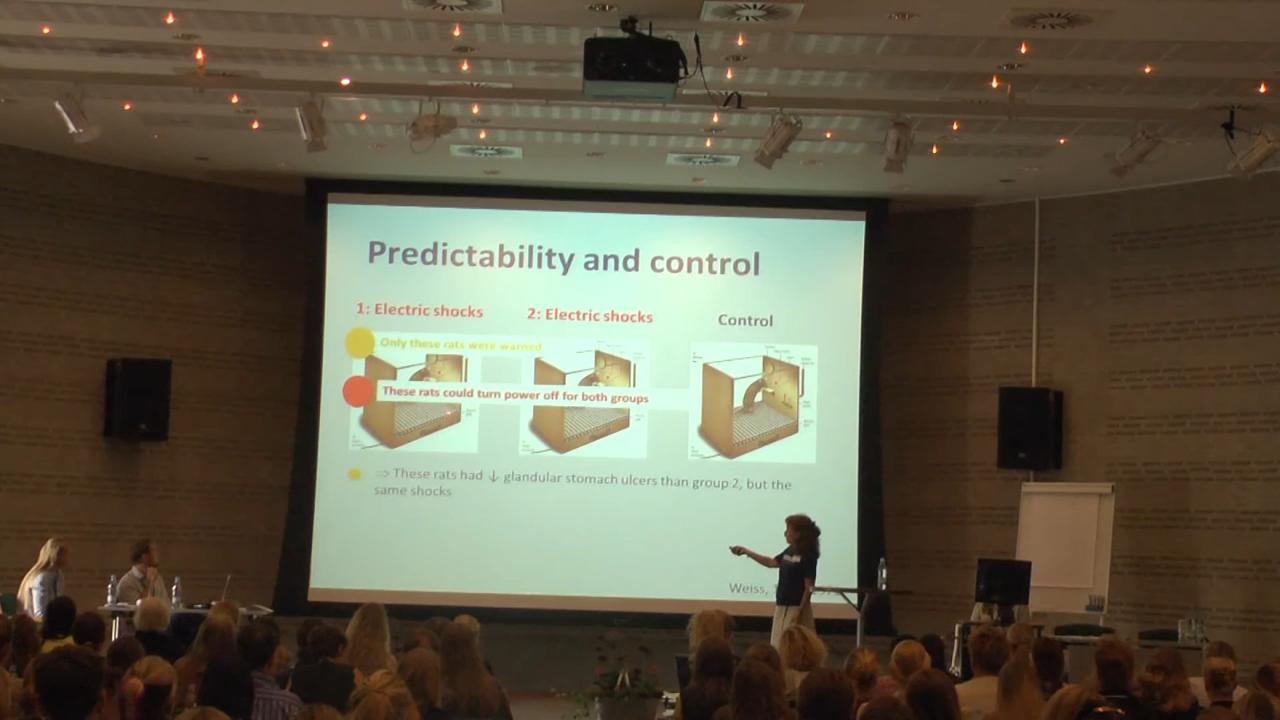 Predictability and control
1: Electric shocks
2: Electric shocks
Control
Only these rats were warned
These rats could turn power off for both groups
⇒ These rats had ↓ glandular stomach ulcers than group 2, but the
same shocks
Weiss,